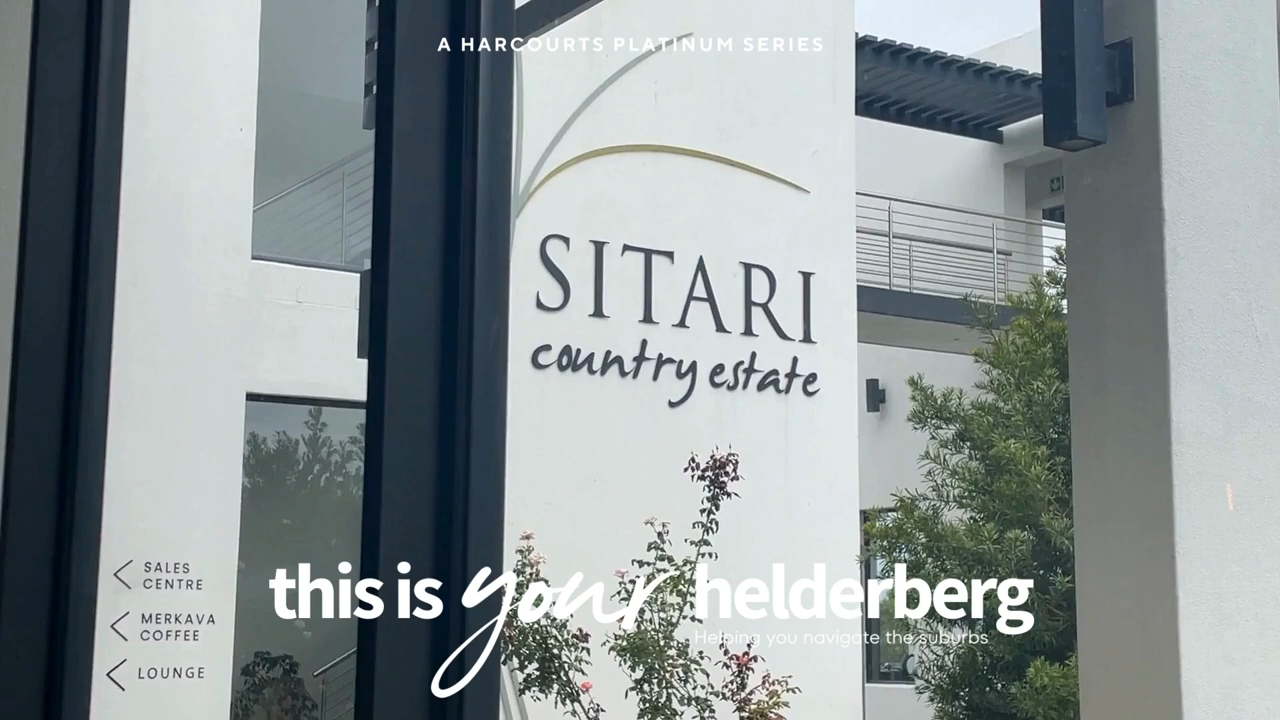 A HARCOURTS PLATINUM SERIES
SITARI
country estate
SALES
CENTRE
MERKAVA
COFFEE
LOUNGE
this is your helderberg
Helping you navigate the suburbs